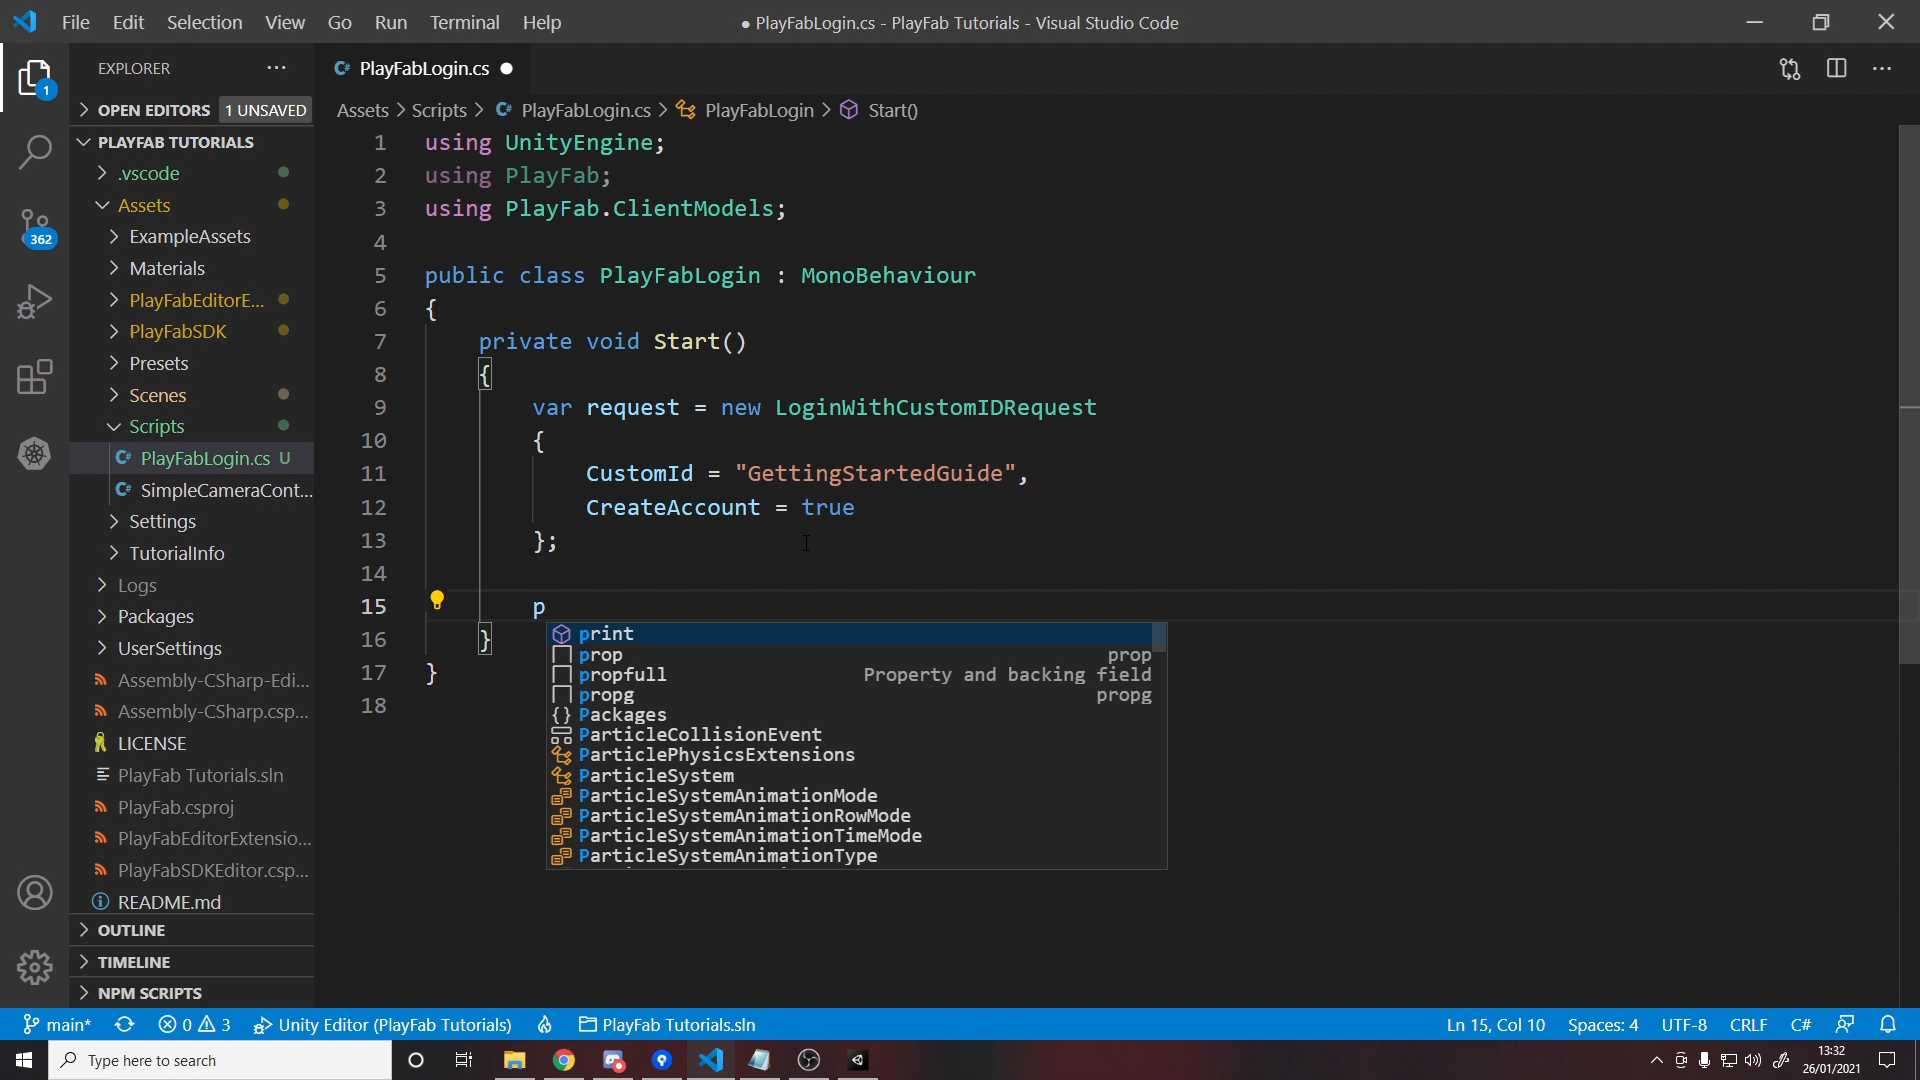 File Edit Selection View Go Run Terminal Help
● PlayFabLogin.cs - PlayFab Tutorials - Visual Studio Code
EXPLORER
OPEN EDITORS 1 UNSAVED
PLAYFAB TUTORIALS
.vscode
Assets
ExampleAssets
Materials
PlayFabEditorE...
PlayFabSDK
Presets
Scenes
Scripts
PlayFabLogin.cs U
SimpleCameraCont...
Settings
TutorialInfo
Logs
Packages
UserSettings
Assembly-CSharp-Edi...
Assembly-CSharp.csp...
LICENSE
PlayFab Tutorials.sln
PlayFab.csproj
PlayFabEditorExtensio...
PlayFabSDKEditor.csp...
README.md
OUTLINE
TIMELINE
NPM SCRIPTS
1
362
C# PlayFabLogin.cs ●
Assets > Scripts > C# PlayFabLogin.cs > PlayFabLogin > Start()
1 using UnityEngine;
2 using PlayFab;
3 using PlayFab.ClientModels;
4
5 public class PlayFabLogin : MonoBehaviour
6 {
7 private void Start()
8 {
9 var request = new LoginWithCustomIDRequest
10 {
11 CustomId = "GettingStartedGuide",
12 CreateAccount = true
13 };
14
15 p
16 }
17 }
18
print
prop prop
propfull Property and backing field
propg propg
{} Packages
ParticleCollisionEvent
ParticlePhysicsExtensions
ParticleSystem
ParticleSystemAnimationMode
ParticleSystemAnimationRowMode
ParticleSystemAnimationTimeMode
ParticleSystemAnimationType
main* 0 3 Unity Editor (PlayFab Tutorials) PlayFab Tutorials.sln
Ln 15, Col 10 Spaces: 4 UTF-8 CRLF C#
Type here to search
13:32
26/01/2021